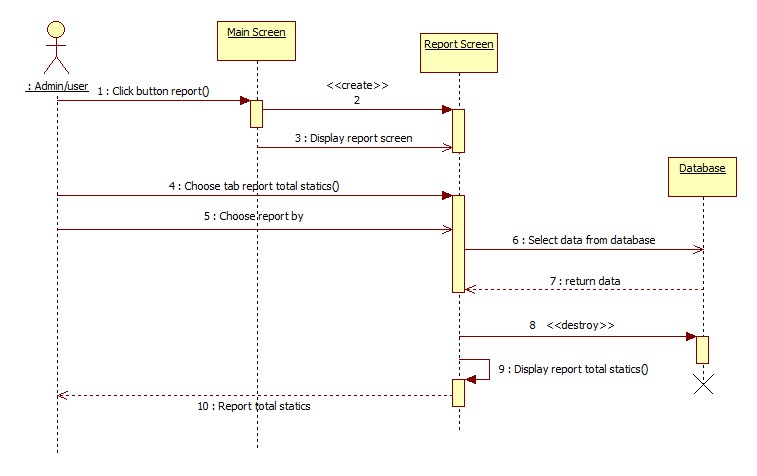 Main Screen
Report Screen
: Admin/user
1 : Click button report()
<<create>>
2
3 : Display report screen
Database
4 : Choose tab report total statics()
5 : Choose report by
6 : Select data from database
7 : return data
8 <<destroy>>
9 : Display report total statics()
10 : Report total statics